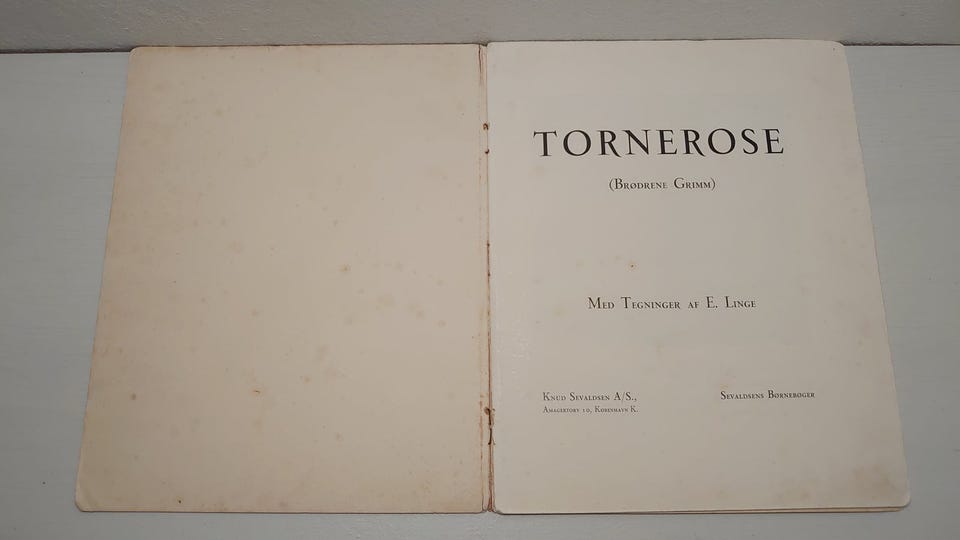 TORNEROSE
(Brødrene Grimm)
Med Tegninger af E. Linge
Knud Sevaldsen A/S.,
Amagertorv 10, København K.
Sevaldsens Børnebøger